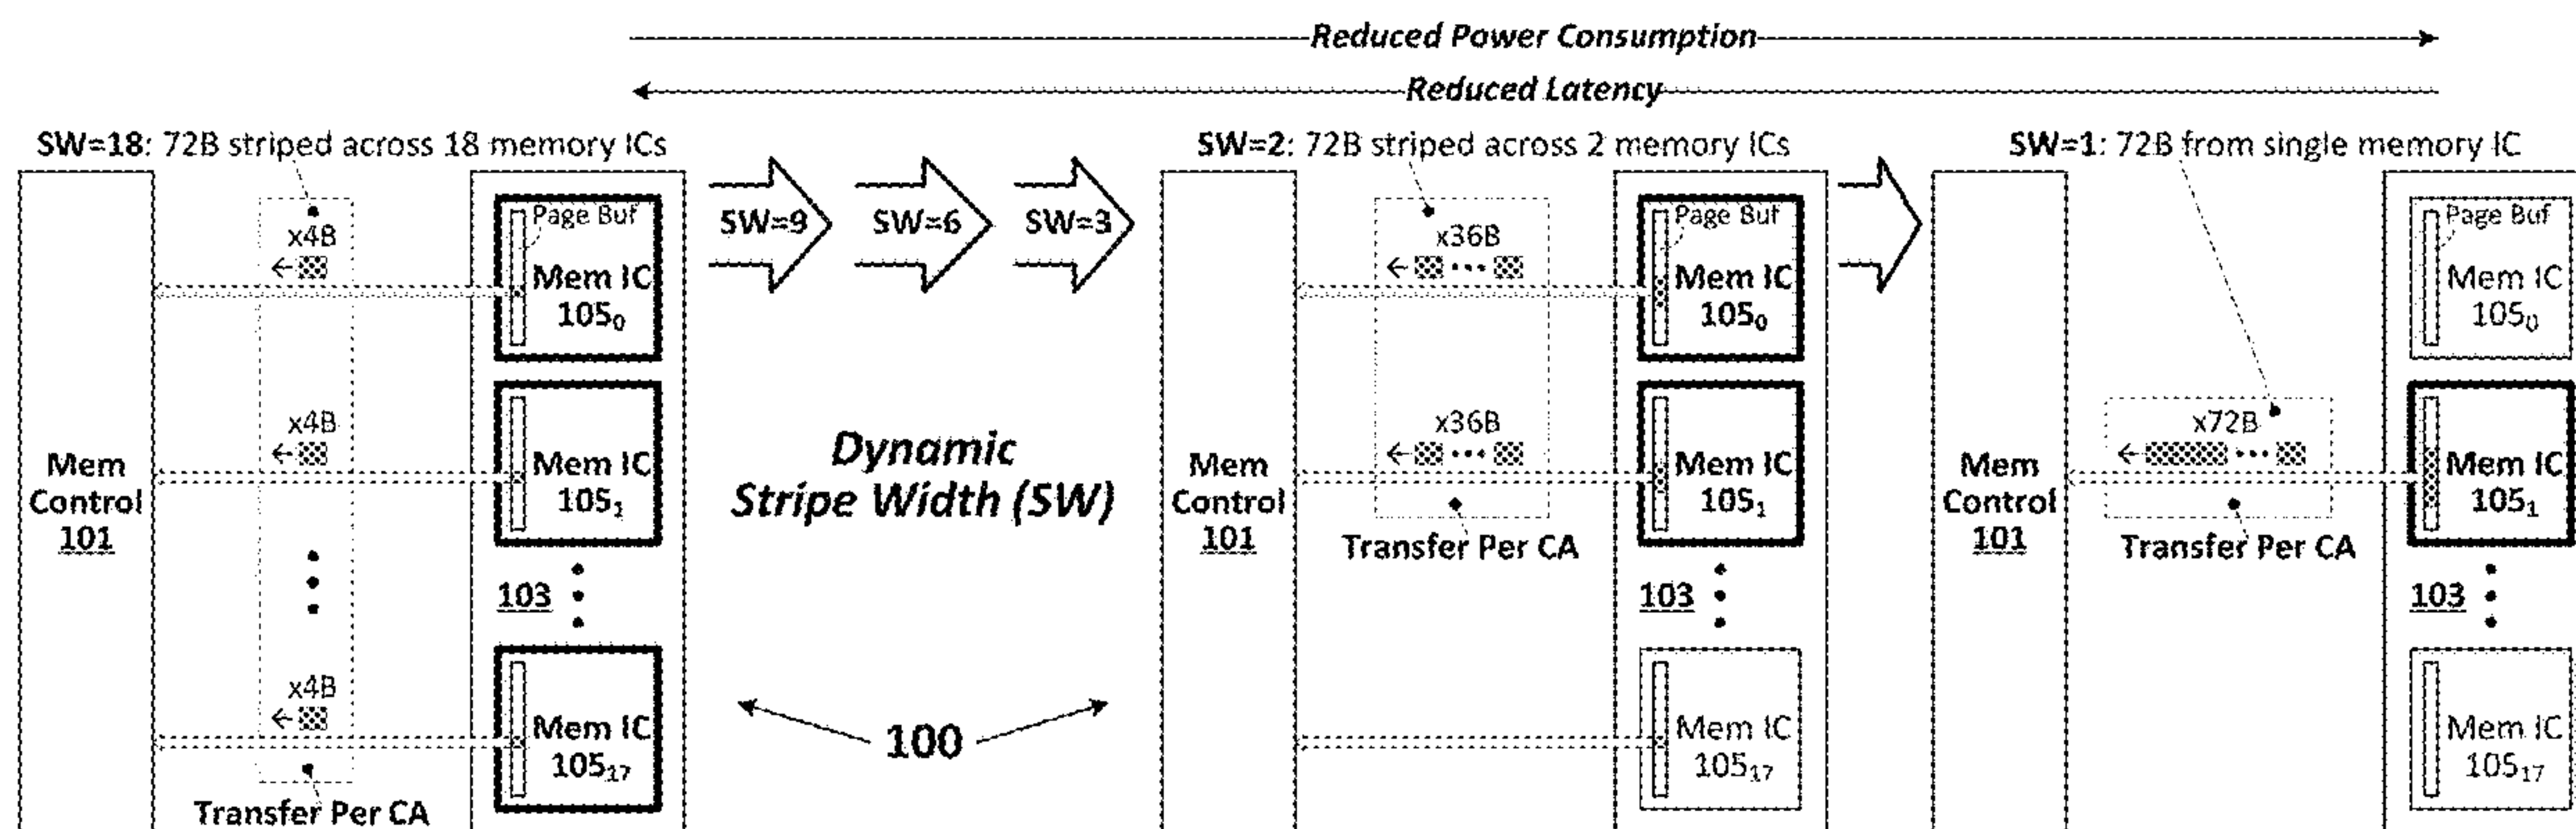 Reduced Power Consumption
Reduced Latency
SW=18: 72B striped across 18 memory ICs
x4B
Page Buf
Mem IC
105₀
x4B
Mem IC
105₁
Mem
Control
101
103
x4B
Mem IC
105₁₇
Transfer Per CA
SW=9
SW=6
SW=3
Dynamic
Stripe Width (SW)
100
SW=2: 72B striped across 2 memory ICs
x36B
Page Buf
Mem IC
105₀
x36B
Mem IC
105₁
Mem
Control
101
Transfer Per CA
103
Mem IC
105₁₇
SW=1: 72B from single memory IC
Page Buf
Mem IC
105₀
x72B
Mem IC
105₁
Mem
Control
101
Transfer Per CA
103
Mem IC
105₁₇